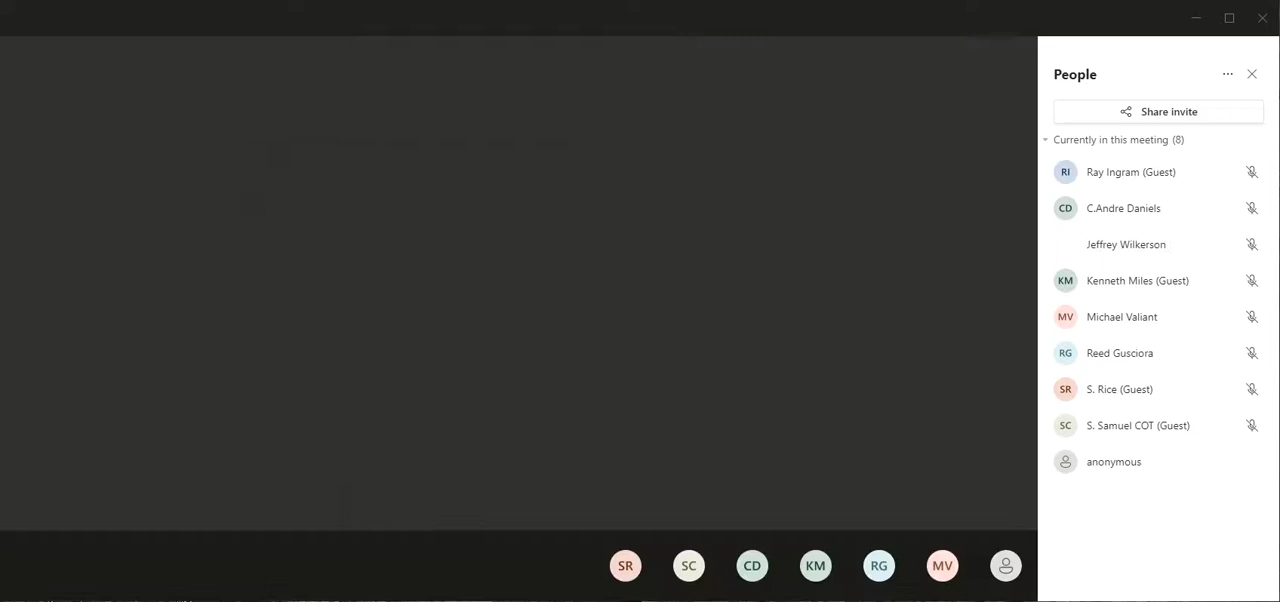 People
Share invite
Currently in this meeting (8)
RI Ray Ingram (Guest)
CD C.Andre Daniels
Jeffrey Wilkerson
KM Kenneth Miles (Guest)
MV Michael Valiant
RG Reed Gusciora
SR S. Rice (Guest)
SC S. Samuel COT (Guest)
anonymous
SR SC CD KM RG MV